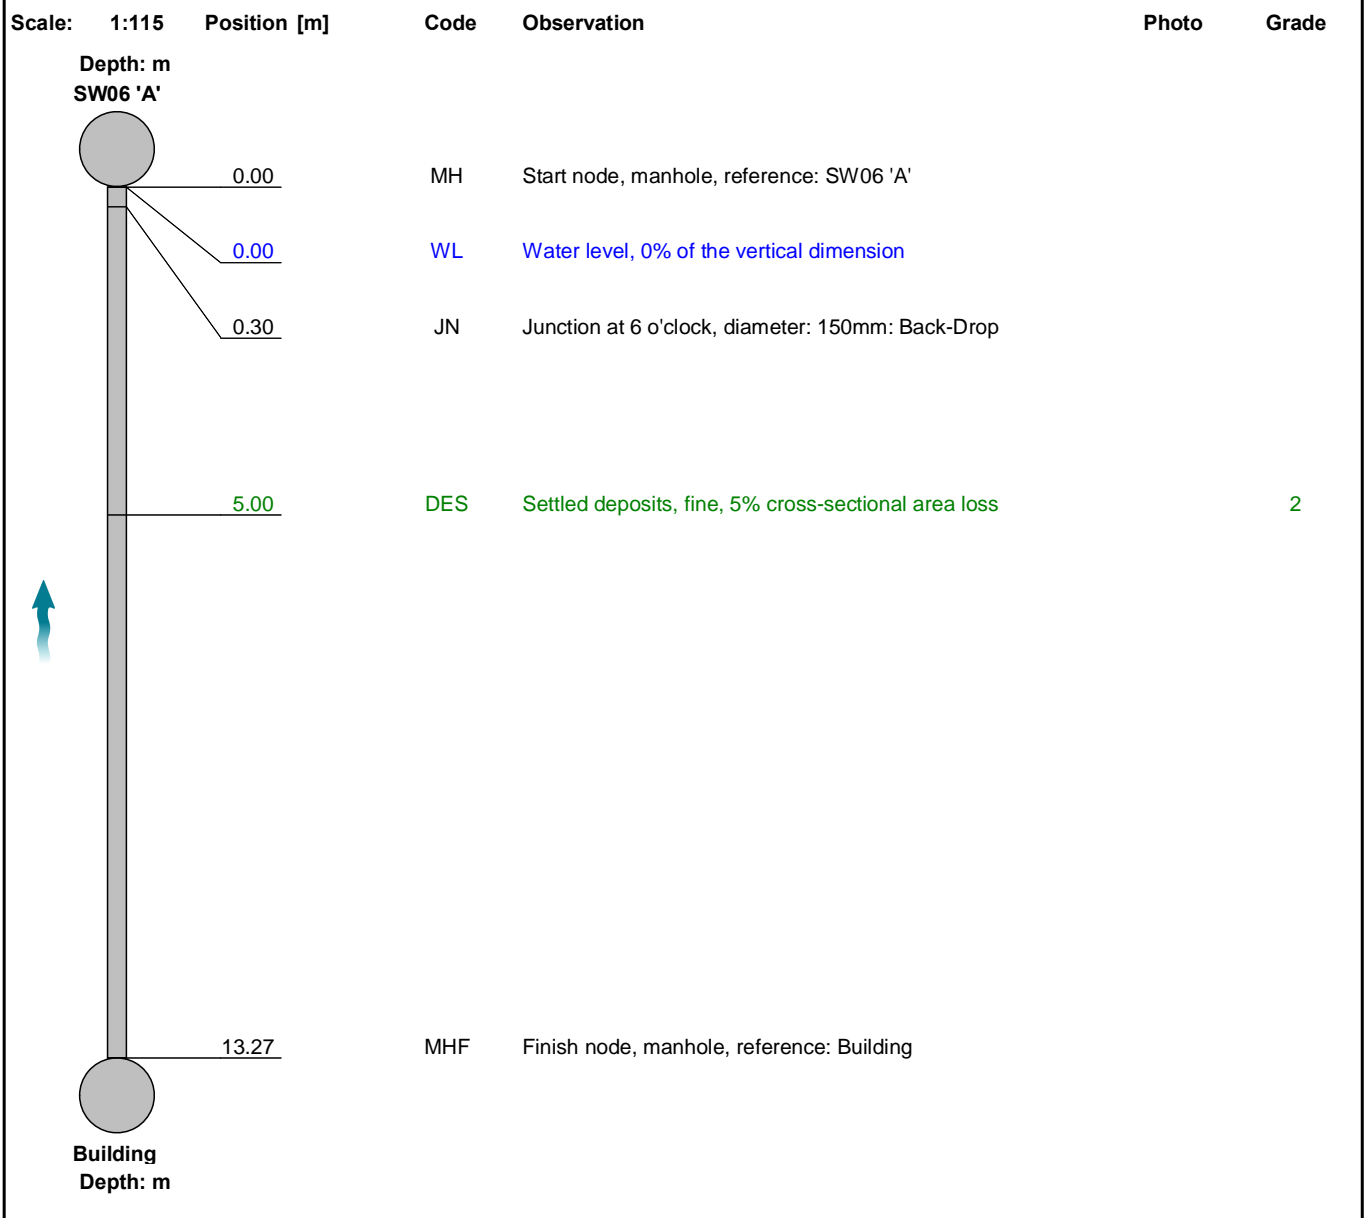 Scale: 1:115 Position [m] Code Observation Photo Grade
Depth: m
SW06 'A'
0.00 MH Start node, manhole, reference: SW06 'A'
0.00 WL Water level, 0% of the vertical dimension
0.30 JN Junction at 6 o'clock, diameter: 150mm: Back-Drop
5.00 DES Settled deposits, fine, 5% cross-sectional area loss 2
13.27 MHF Finish node, manhole, reference: Building
Building
Depth: m